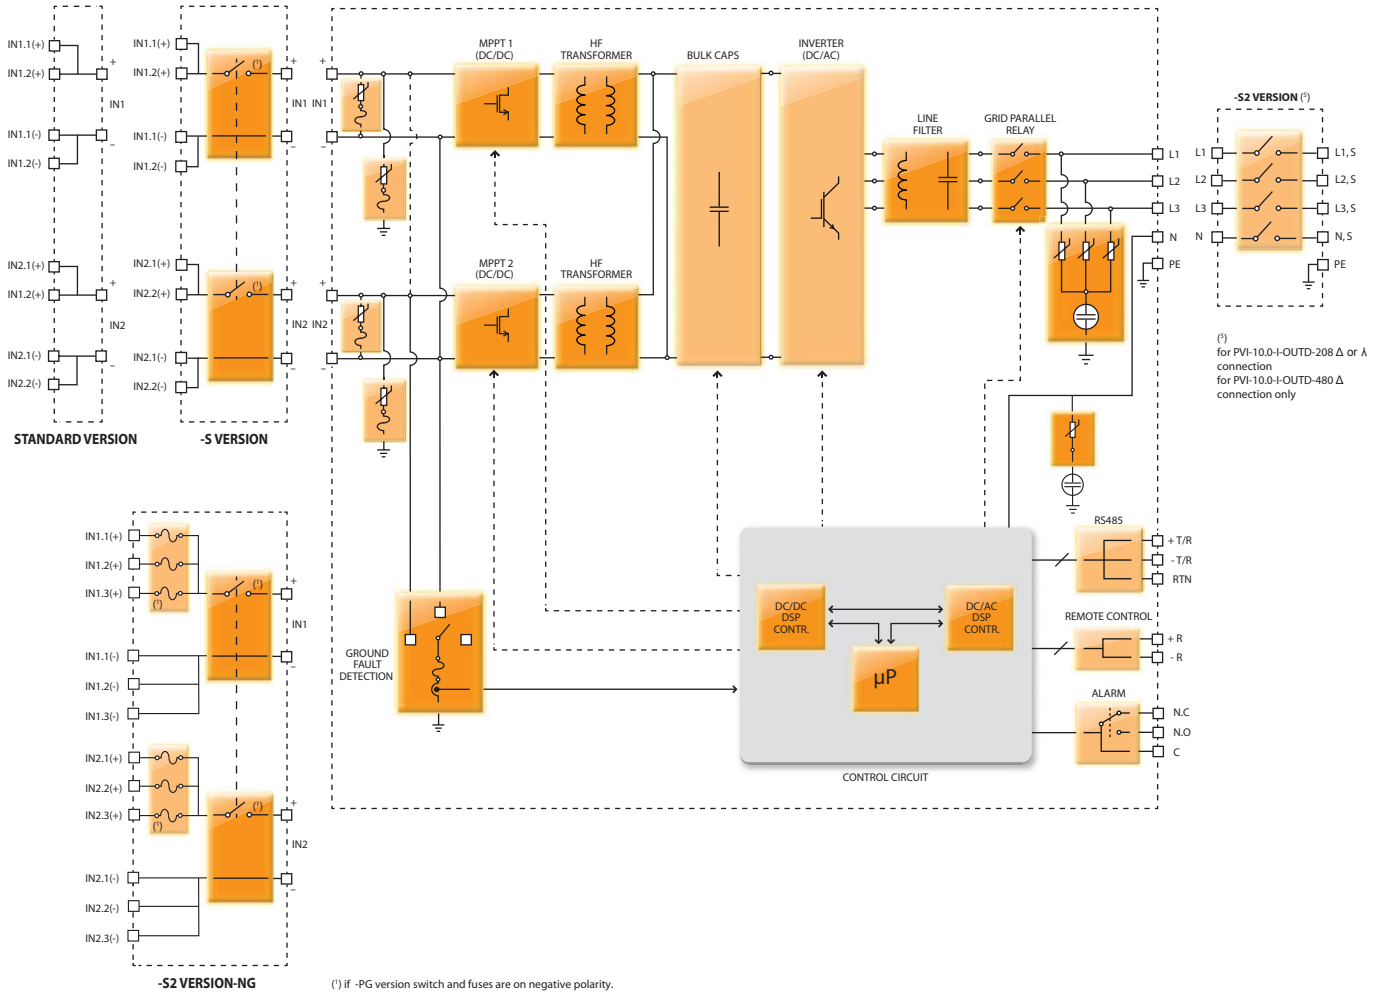 IN1.1(+)
IN1.2(+)
+
IN1
IN1.1(-)
IN1.2(-)
−
IN2.1(+)
IN1.2(+)
+
IN2
IN2.1(-)
IN2.2(-)
−
STANDARD VERSION
IN1.1(+)
IN1.2(+)
(¹)
+
IN1
IN1.1(-)
IN1.2(-)
−
IN2.1(+)
IN2.2(+)
(¹)
+
IN2
IN2.1(-)
IN2.2(-)
−
-S VERSION
+
IN1
−
+
IN2
−
MPPT 1
(DC/DC)
HF
TRANSFORMER
BULK CAPS
INVERTER
(DC/AC)
MPPT 2
(DC/DC)
HF
TRANSFORMER
LINE
FILTER
GRID PARALLEL
RELAY
L1
L2
L3
N
PE
-S2 VERSION (⁵)
L1
L2
L3
N
L1, S
L2, S
L3, S
N, S
PE
(⁵)
for PVI-10.0-I-OUTD-208 Δ or ⅄
connection
for PVI-10.0-I-OUTD-480 Δ
connection only
IN1.1(+)
IN1.2(+)
IN1.3(+)
(¹)
(¹)
+
IN1
IN1.1(-)
IN1.2(-)
IN1.3(-)
−
IN2.1(+)
IN2.2(+)
IN2.3(+)
(¹)
(¹)
+
IN2
IN2.1(-)
IN2.2(-)
IN2.3(-)
−
-S2 VERSION-NG
GROUND
FAULT
DETECTION
DC/DC
DSP
CONTR.
DC/AC
DSP
CONTR.
µP
CONTROL CIRCUIT
RS485
+ T/R
- T/R
RTN
REMOTE CONTROL
+ R
- R
ALARM
N.C
N.O
C
(¹) if -PG version switch and fuses are on negative polarity.